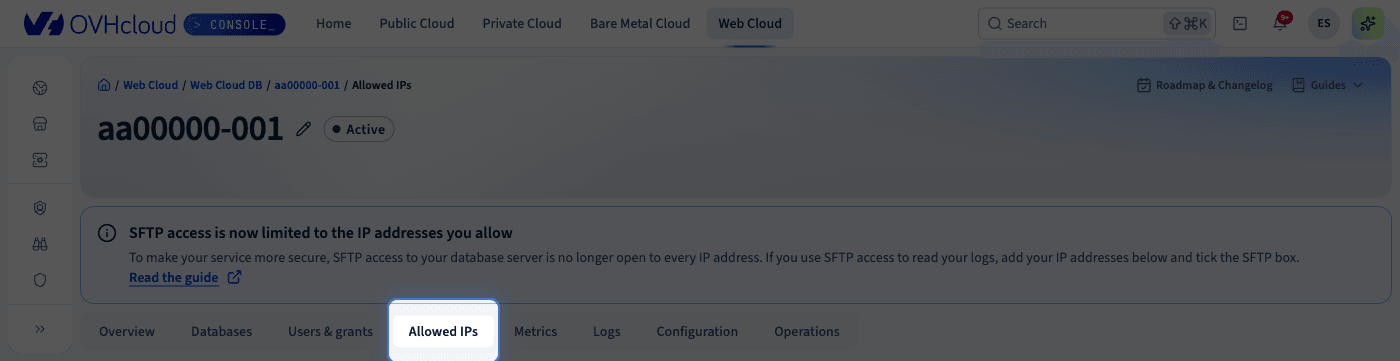 OVHcloud > CONSOLE_ Home Public Cloud Private Cloud Bare Metal Cloud Web Cloud Search ⇧⌘K 9+ ES
/ Web Cloud / Web Cloud DB / aa00000-001 / Allowed IPs Roadmap & Changelog Guides
aa00000-001 Active
SFTP access is now limited to the IP addresses you allow
To make your service more secure, SFTP access to your database server is no longer open to every IP address. If you use SFTP access to read your logs, add your IP addresses below and tick the SFTP box.
Read the guide
Overview Databases Users & grants Allowed IPs Metrics Logs Configuration Operations